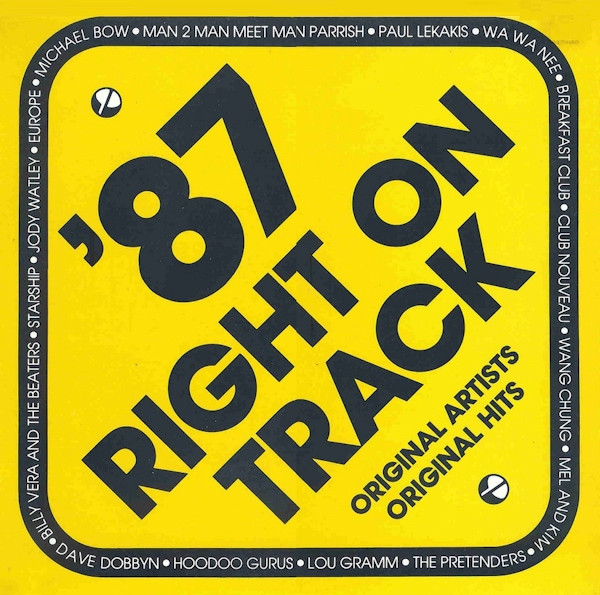 MICHAEL BOW • MAN 2 MAN MEET MAN PARRISH • PAUL LEKAKIS • WA WA NEE •
BREAKFAST CLUB • CLUB NOUVEAU • WANG CHUNG • MEL AND KIM
DAVE DOBBYN • HOODOO GURUS • LOU GRAMM • THE PRETENDERS •
BILLY VERA AND THE BEATERS • STARSHIP • JODY WATLEY • EUROPE •
'87
RIGHT ON
TRACK
ORIGINAL ARTISTS
ORIGINAL HITS